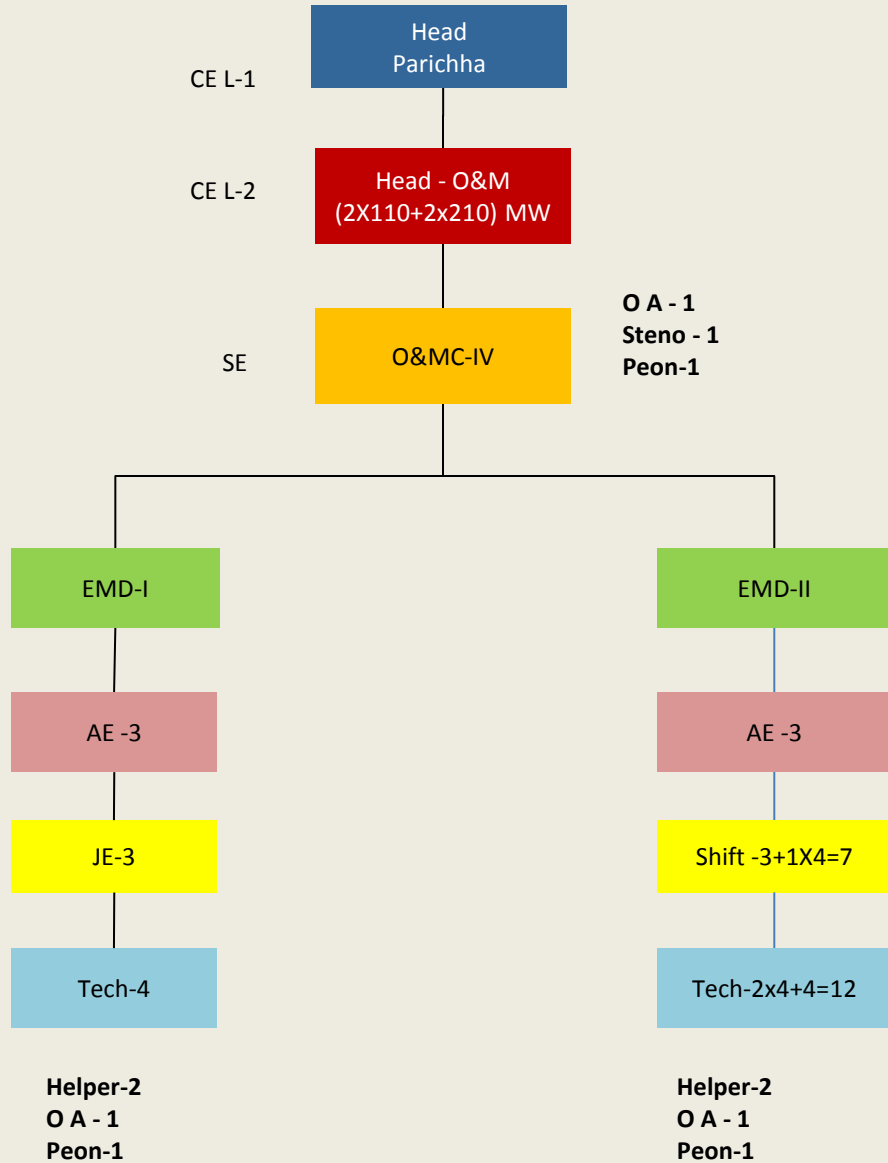 Head
Parichha
CE L-1
CE L-2
Head - O&M
(2X110+2x210) MW
SE
O&MC-IV
O A - 1
Steno - 1
Peon-1
EMD-I
EMD-II
AE -3
AE -3
JE-3
Shift -3+1X4=7
Tech-4
Tech-2x4+4=12
Helper-2
O A - 1
Peon-1
Helper-2
O A - 1
Peon-1